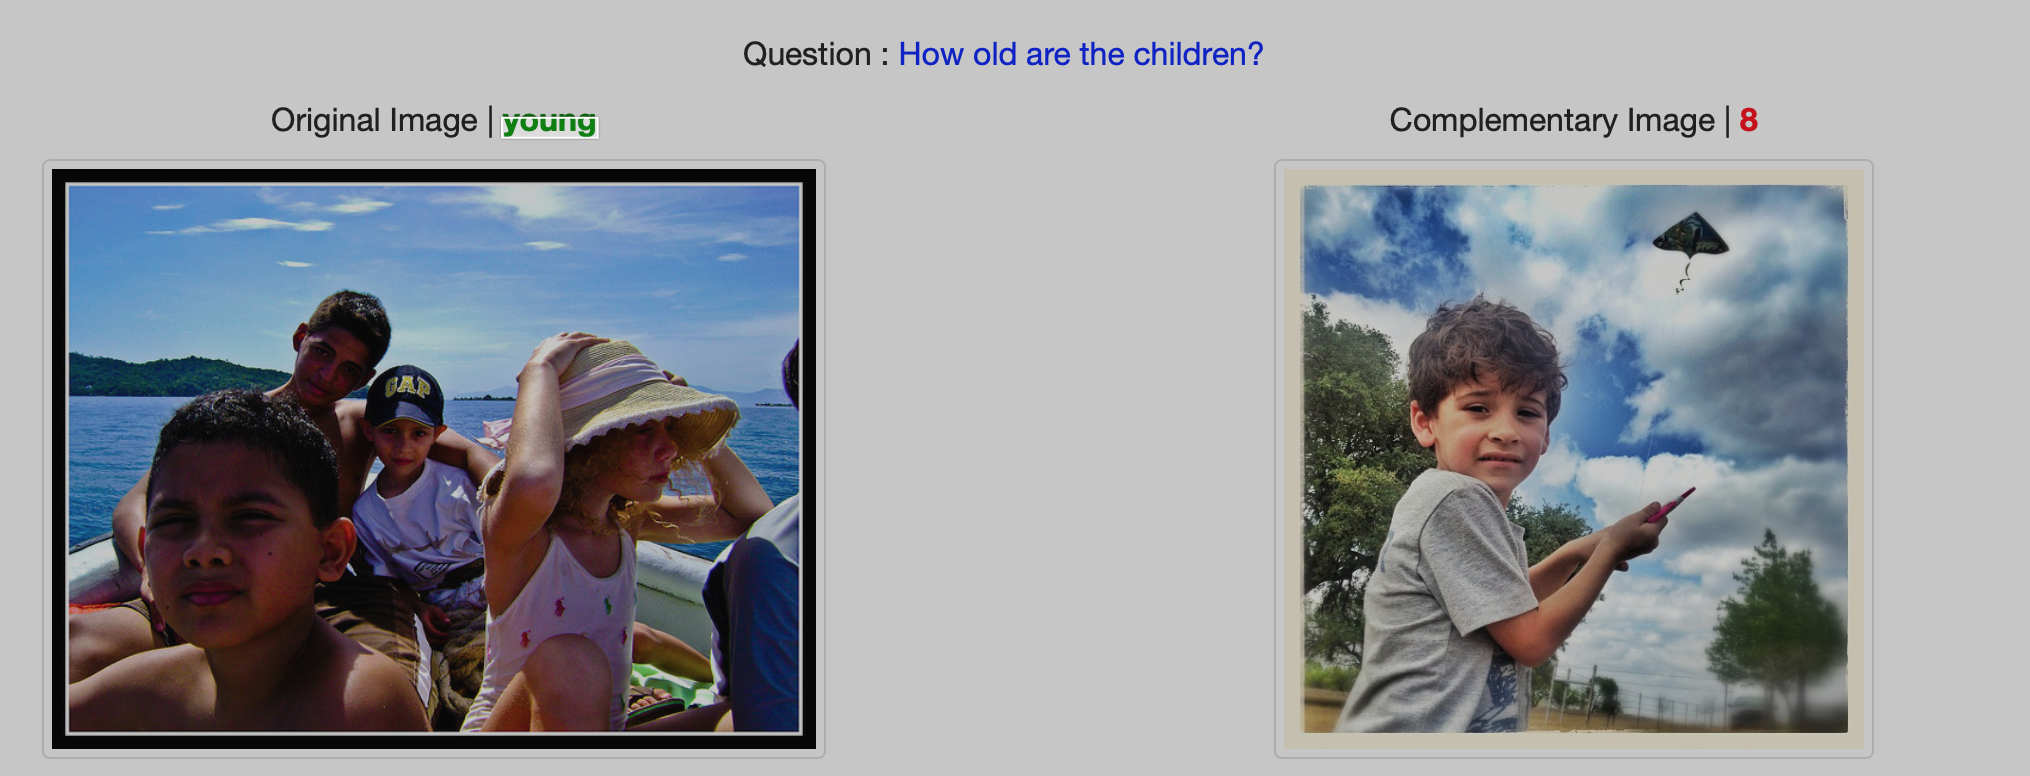 Question : How old are the children?
Original Image | young
Complementary Image | 8
GAP